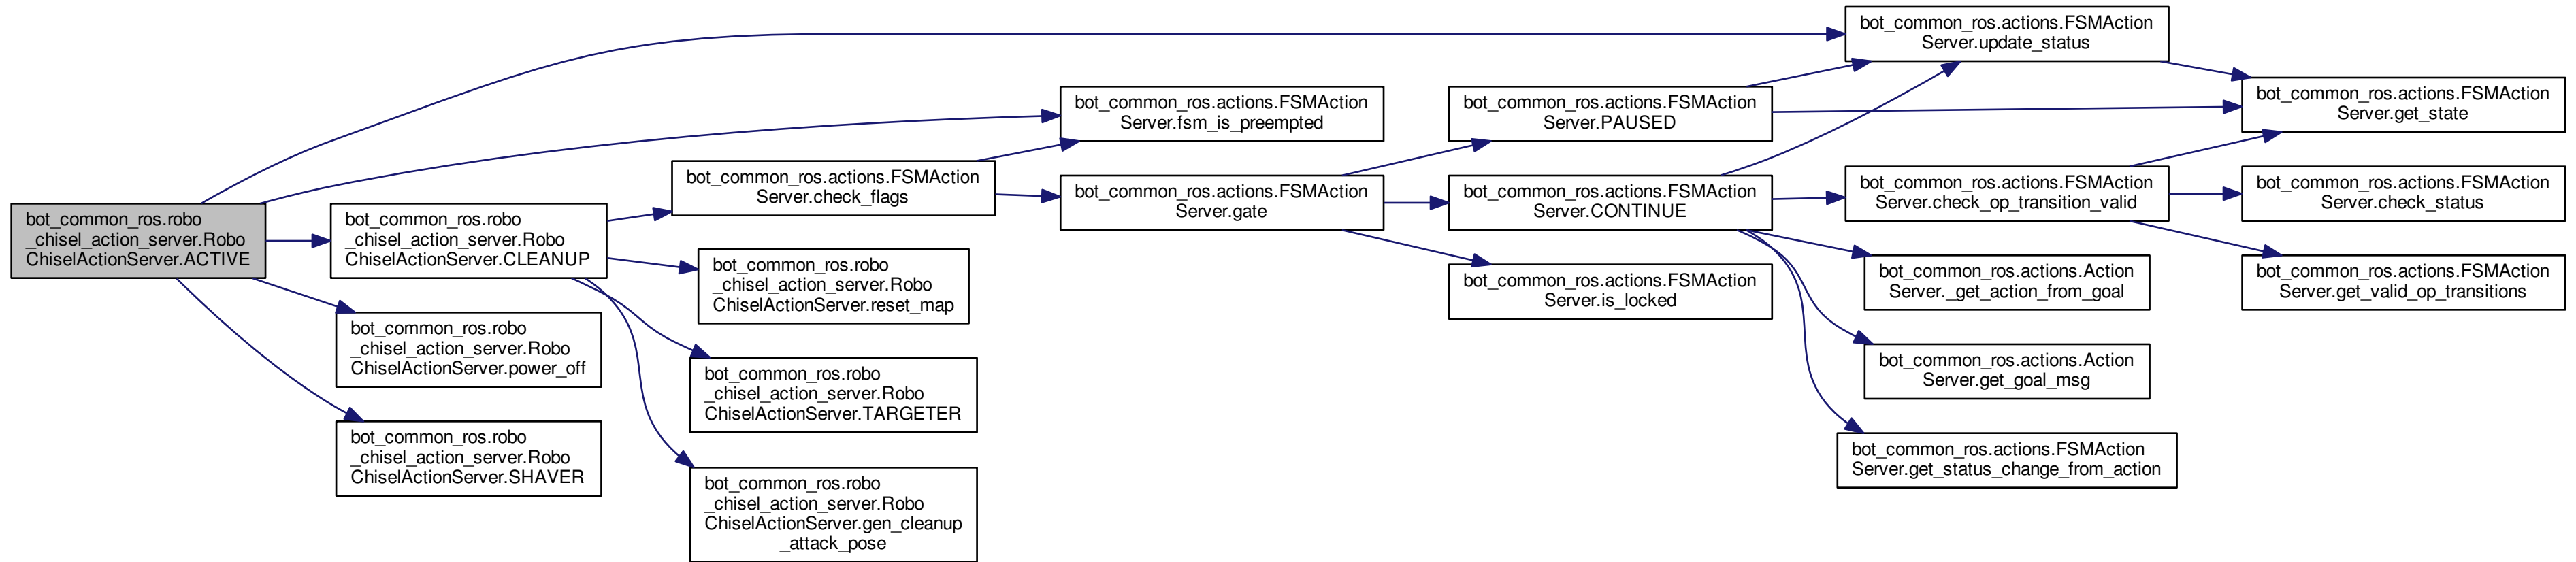 bot_common_ros.robo
_chisel_action_server.Robo
ChiselActionServer.ACTIVE
bot_common_ros.robo
_chisel_action_server.Robo
ChiselActionServer.CLEANUP
bot_common_ros.robo
_chisel_action_server.Robo
ChiselActionServer.power_off
bot_common_ros.robo
_chisel_action_server.Robo
ChiselActionServer.SHAVER
bot_common_ros.actions.FSMAction
Server.check_flags
bot_common_ros.robo
_chisel_action_server.Robo
ChiselActionServer.reset_map
bot_common_ros.robo
_chisel_action_server.Robo
ChiselActionServer.TARGETER
bot_common_ros.robo
_chisel_action_server.Robo
ChiselActionServer.gen_cleanup
_attack_pose
bot_common_ros.actions.FSMAction
Server.fsm_is_preempted
bot_common_ros.actions.FSMAction
Server.gate
bot_common_ros.actions.FSMAction
Server.PAUSED
bot_common_ros.actions.FSMAction
Server.CONTINUE
bot_common_ros.actions.FSMAction
Server.is_locked
bot_common_ros.actions.FSMAction
Server.update_status
bot_common_ros.actions.FSMAction
Server.check_op_transition_valid
bot_common_ros.actions.Action
Server._get_action_from_goal
bot_common_ros.actions.Action
Server.get_goal_msg
bot_common_ros.actions.FSMAction
Server.get_status_change_from_action
bot_common_ros.actions.FSMAction
Server.get_state
bot_common_ros.actions.FSMAction
Server.check_status
bot_common_ros.actions.FSMAction
Server.get_valid_op_transitions